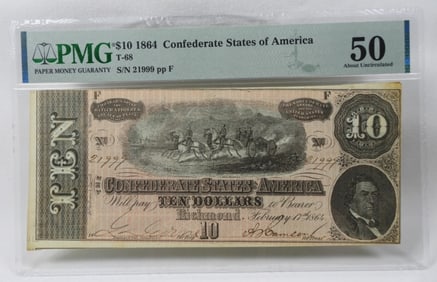 PMG $10 1864 Confederate States of America
PAPER MONEY GUARANTY
T-68
S/N 21999 pp F
50
About Uncirculated
F
F
No
No
21999
21999
10
TEN
CONFEDERATE STATES OF AMERICA
Will pay TEN DOLLARS to Bearer
Richmond February 17th 1864
10